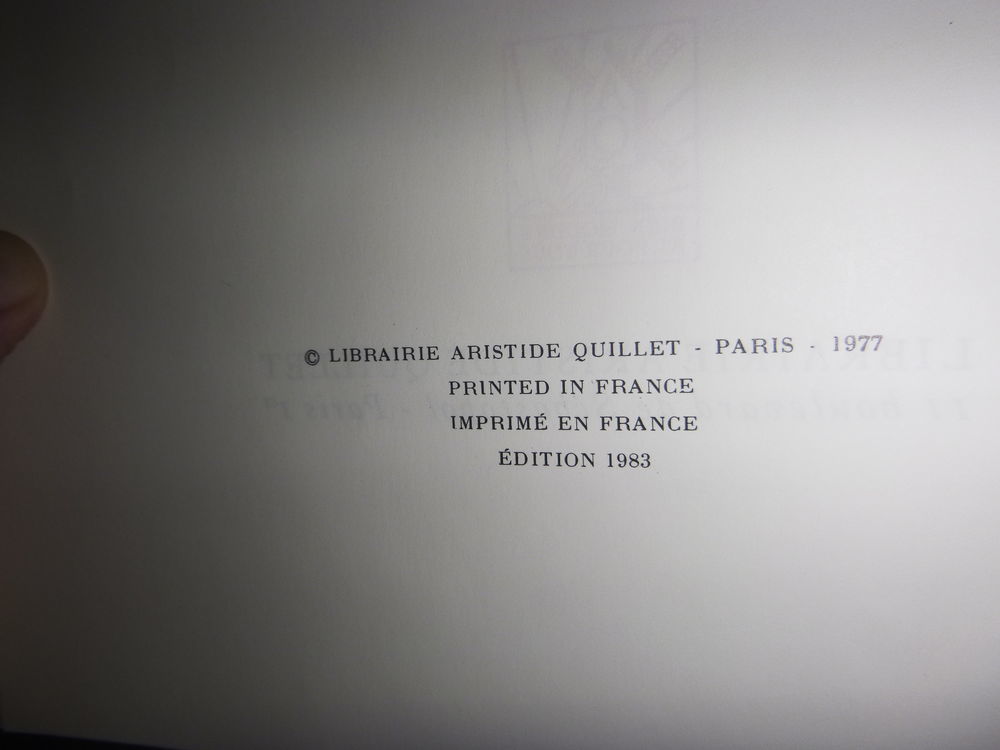 © LIBRAIRIE ARISTIDE QUILLET - PARIS - 1977
PRINTED IN FRANCE
IMPRIMÉ EN FRANCE
ÉDITION 1983